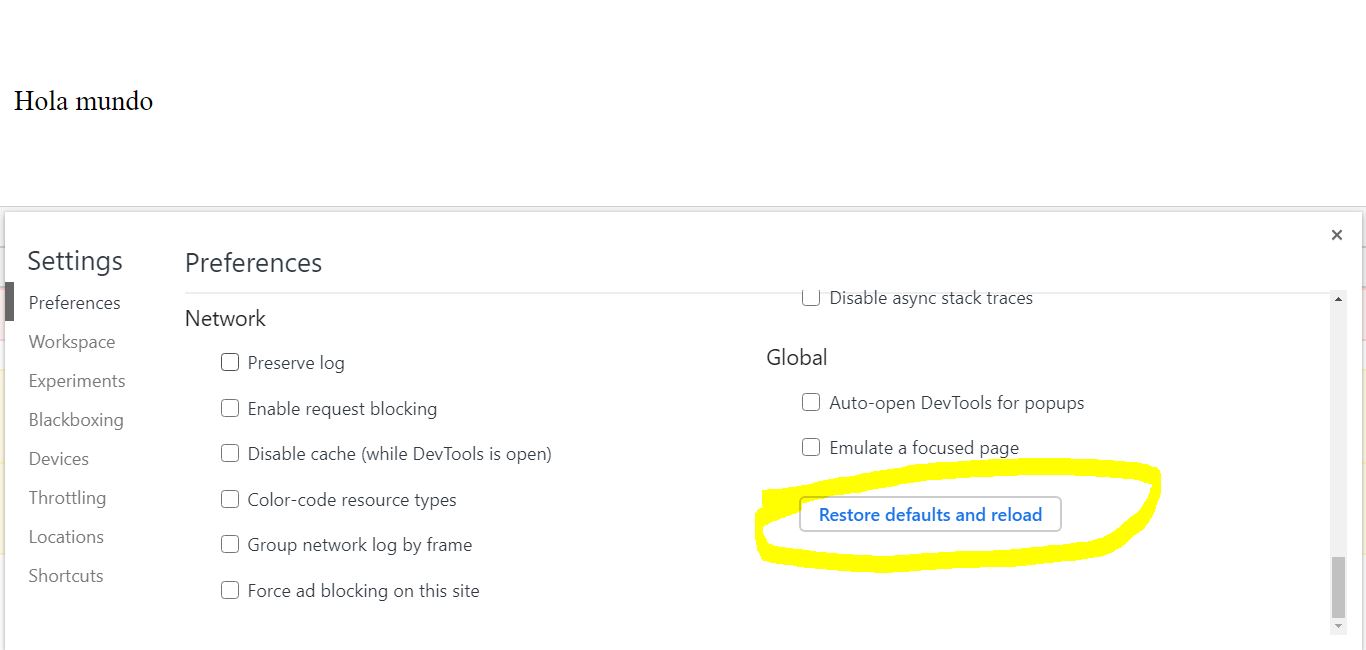 Hola mundo
×
Settings
Preferences
Workspace
Experiments
Blackboxing
Devices
Throttling
Locations
Shortcuts
Preferences
Network
Preserve log
Enable request blocking
Disable cache (while DevTools is open)
Color-code resource types
Group network log by frame
Force ad blocking on this site
Disable async stack traces
Global
Auto-open DevTools for popups
Emulate a focused page
Restore defaults and reload